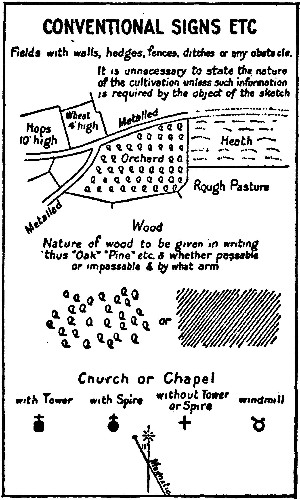 CONVENTIONAL SIGNS ETC
Fields with walls, hedges, fences, ditches or any obstacle.
It is unnecessary to state the nature
of the cultivation unless such information
is required by the object of the sketch
Hops
10' high
Wheat
4' high
Metalled
Orchard
Heath
Metalled
Rough Pasture
Wood
Nature of wood to be given in writing
thus "Oak" "Pine" etc. & whether passable
or impassable & by what arm
or
Church or Chapel
with Tower
with Spire
without Tower
or Spire
windmill
Magnetic